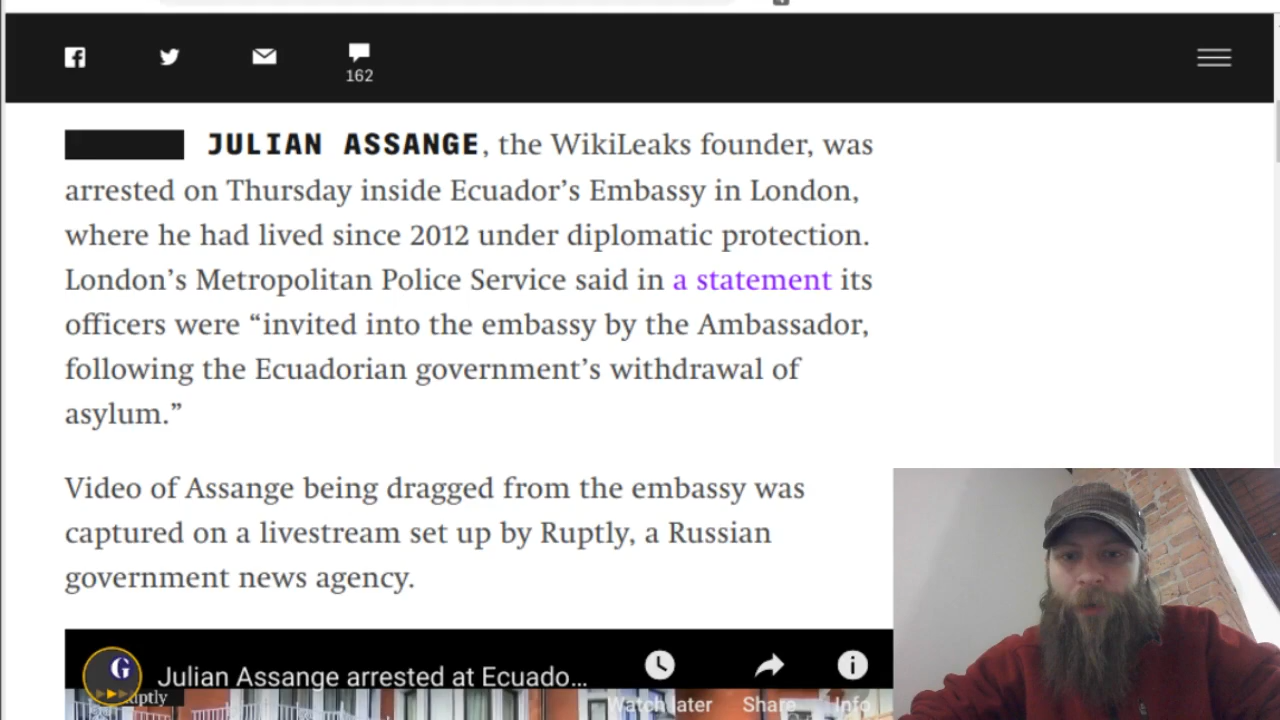 162
JULIAN ASSANGE, the WikiLeaks founder, was
arrested on Thursday inside Ecuador’s Embassy in London,
where he had lived since 2012 under diplomatic protection.
London’s Metropolitan Police Service said in a statement its
officers were “invited into the embassy by the Ambassador,
following the Ecuadorian government’s withdrawal of
asylum.”
Video of Assange being dragged from the embassy was
captured on a livestream set up by Ruptly, a Russian
government news agency.
G
Julian Assange arrested at Ecuado...
Watch later
Share
Info